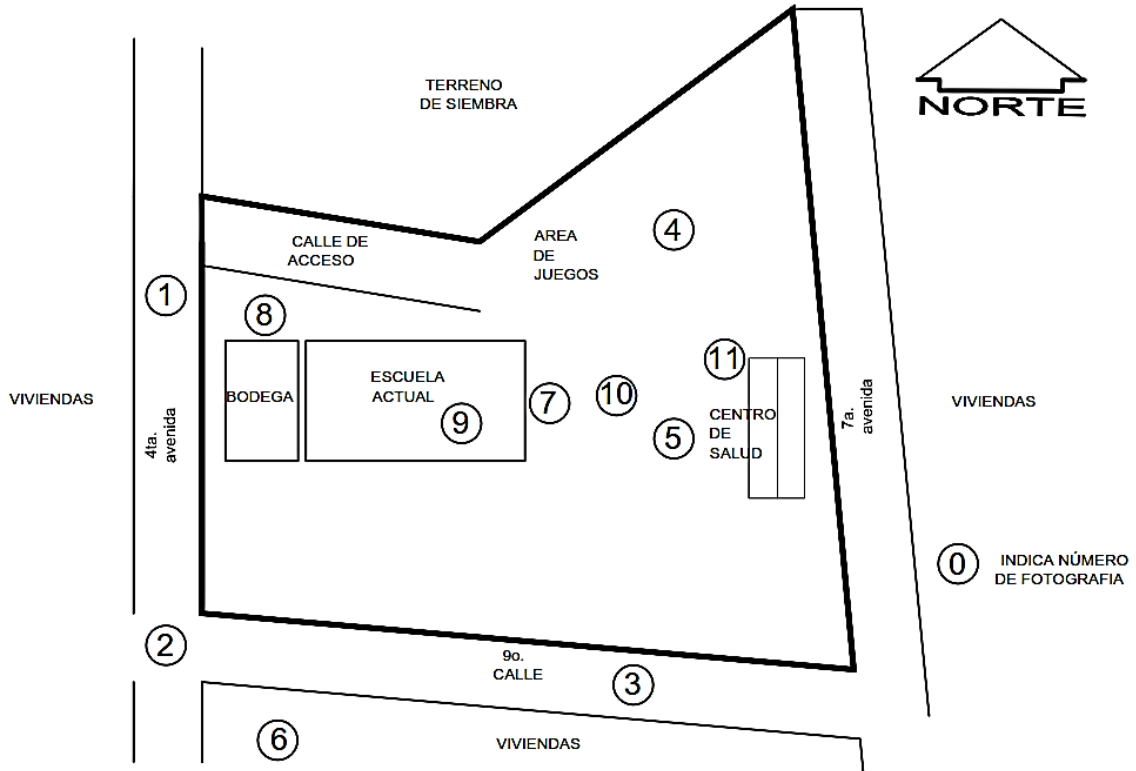 TERRENO
DE SIEMBRA
NORTE
4
CALLE DE
ACCESO
AREA
DE
JUEGOS
1
8
11
VIVIENDAS
BODEGA
ESCUELA
ACTUAL
9
7
10
5
CENTRO
DE
SALUD
4ta.
avenida
7a.
avenida
VIVIENDAS
0
INDICA NÚMERO
DE FOTOGRAFIA
2
9o.
CALLE
3
6
VIVIENDAS